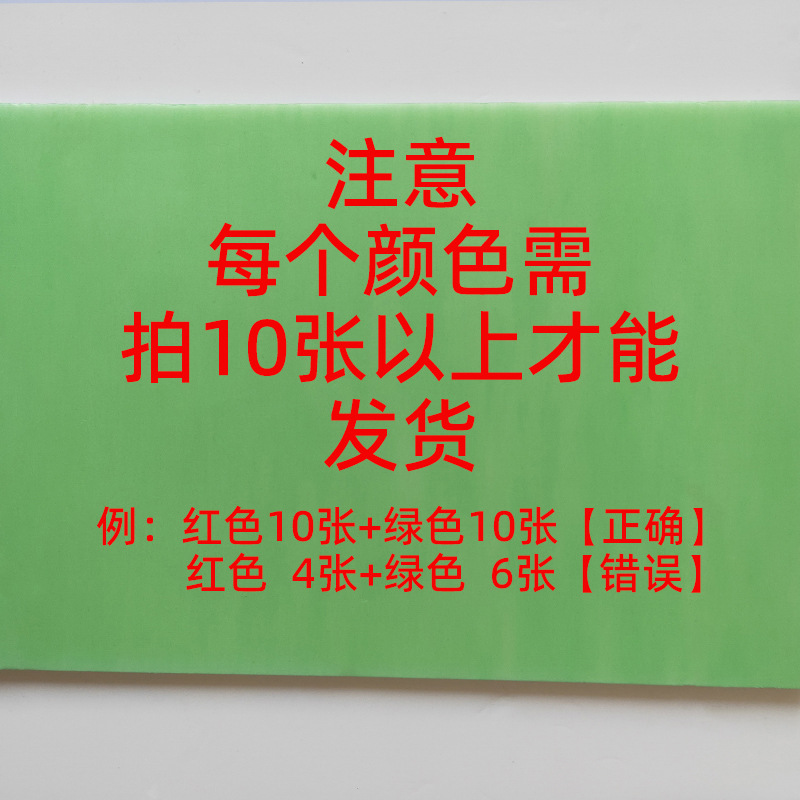 注意
每个颜色需
拍10张以上才能
发货
例：红色10张+绿色10张【正确】
红色 4张+绿色 6张【错误】